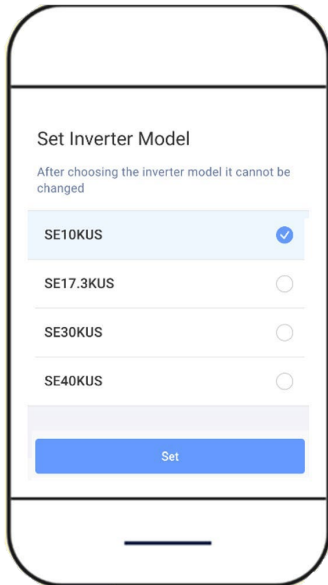 Set Inverter Model
After choosing the inverter model it cannot be
changed
SE10KUS
SE17.3KUS
SE30KUS
SE40KUS
Set